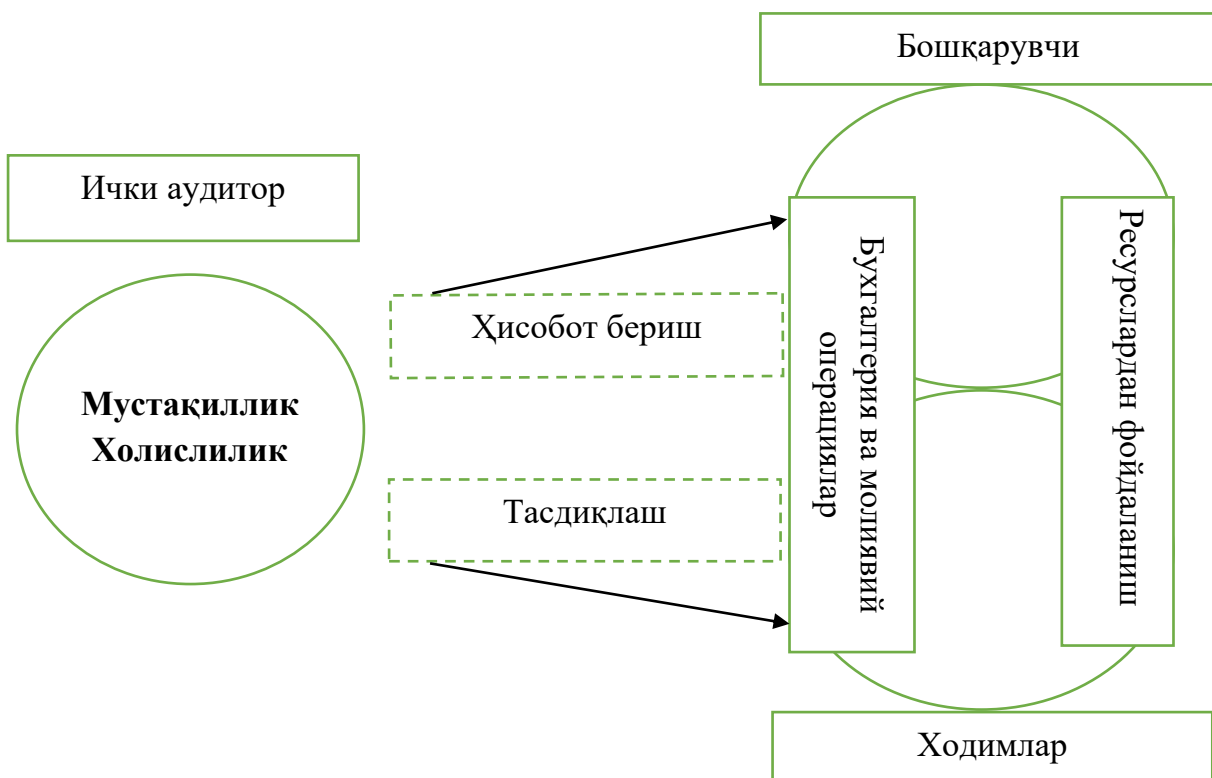 Бошқарувчи
Ички аудитор
Мустақиллик
Холислилик
Ҳисобот бериш
Тасдиқлаш
Бухгалтерия ва молиявий
операциялар
Ресурслардан фойдаланиш
Ходимлар